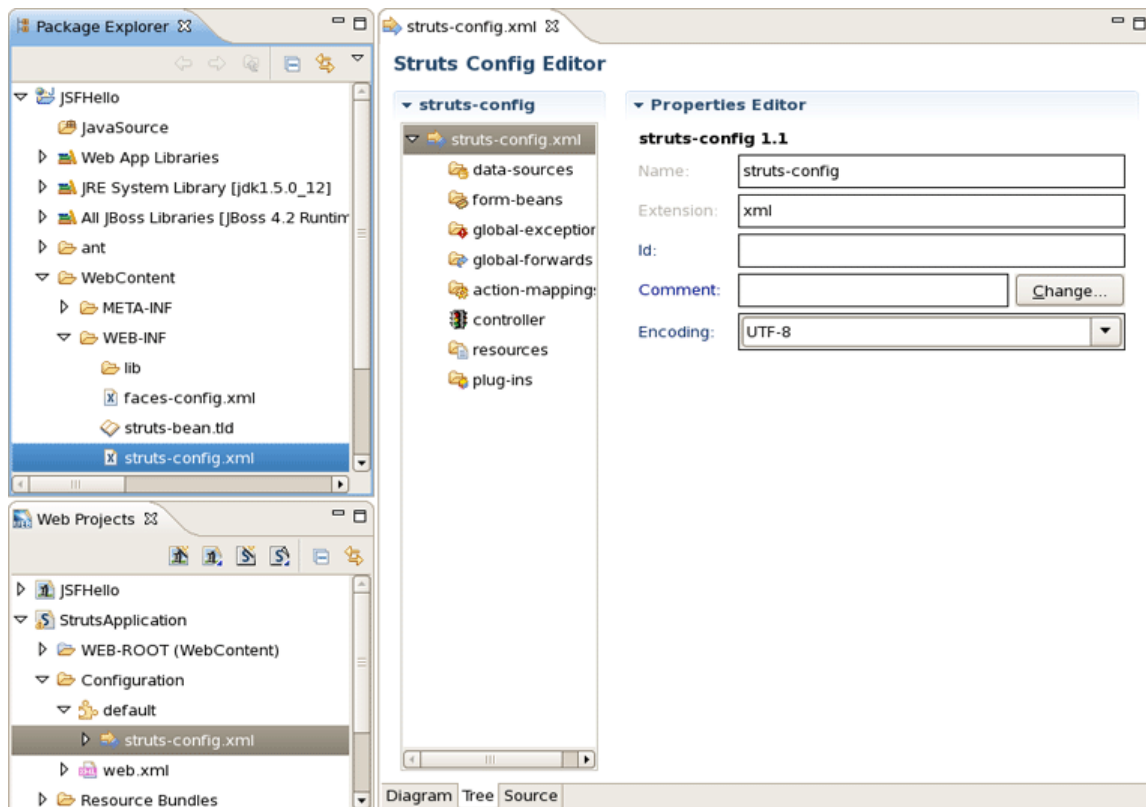 Package Explorer
JSFHello
JavaSource
Web App Libraries
JRE System Library [jdk1.5.0_12]
All JBoss Libraries [JBoss 4.2 Runtim
ant
WebContent
META-INF
WEB-INF
lib
faces-config.xml
struts-bean.tld
struts-config.xml
Web Projects
JSFHello
StrutsApplication
WEB-ROOT (WebContent)
Configuration
default
struts-config.xml
web.xml
Resource Bundles
struts-config.xml
Struts Config Editor
struts-config
struts-config.xml
data-sources
form-beans
global-exception
global-forwards
action-mappings
controller
resources
plug-ins
Properties Editor
struts-config 1.1
Name: struts-config
Extension: xml
Id:
Comment: Change...
Encoding: UTF-8
Diagram Tree Source